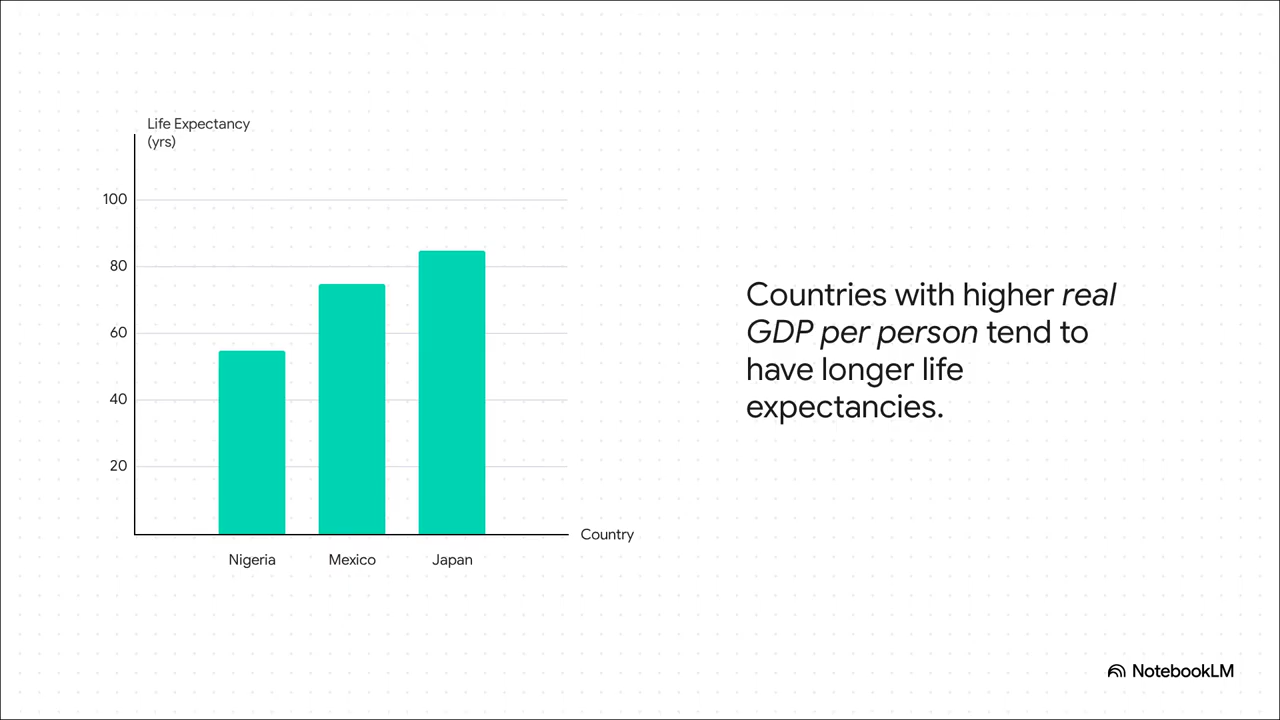 Life Expectancy
(yrs)
100
80
60
40
20
Nigeria Mexico Japan
Country
Countries with higher real
GDP per person tend to
have longer life
expectancies.
NotebookLM